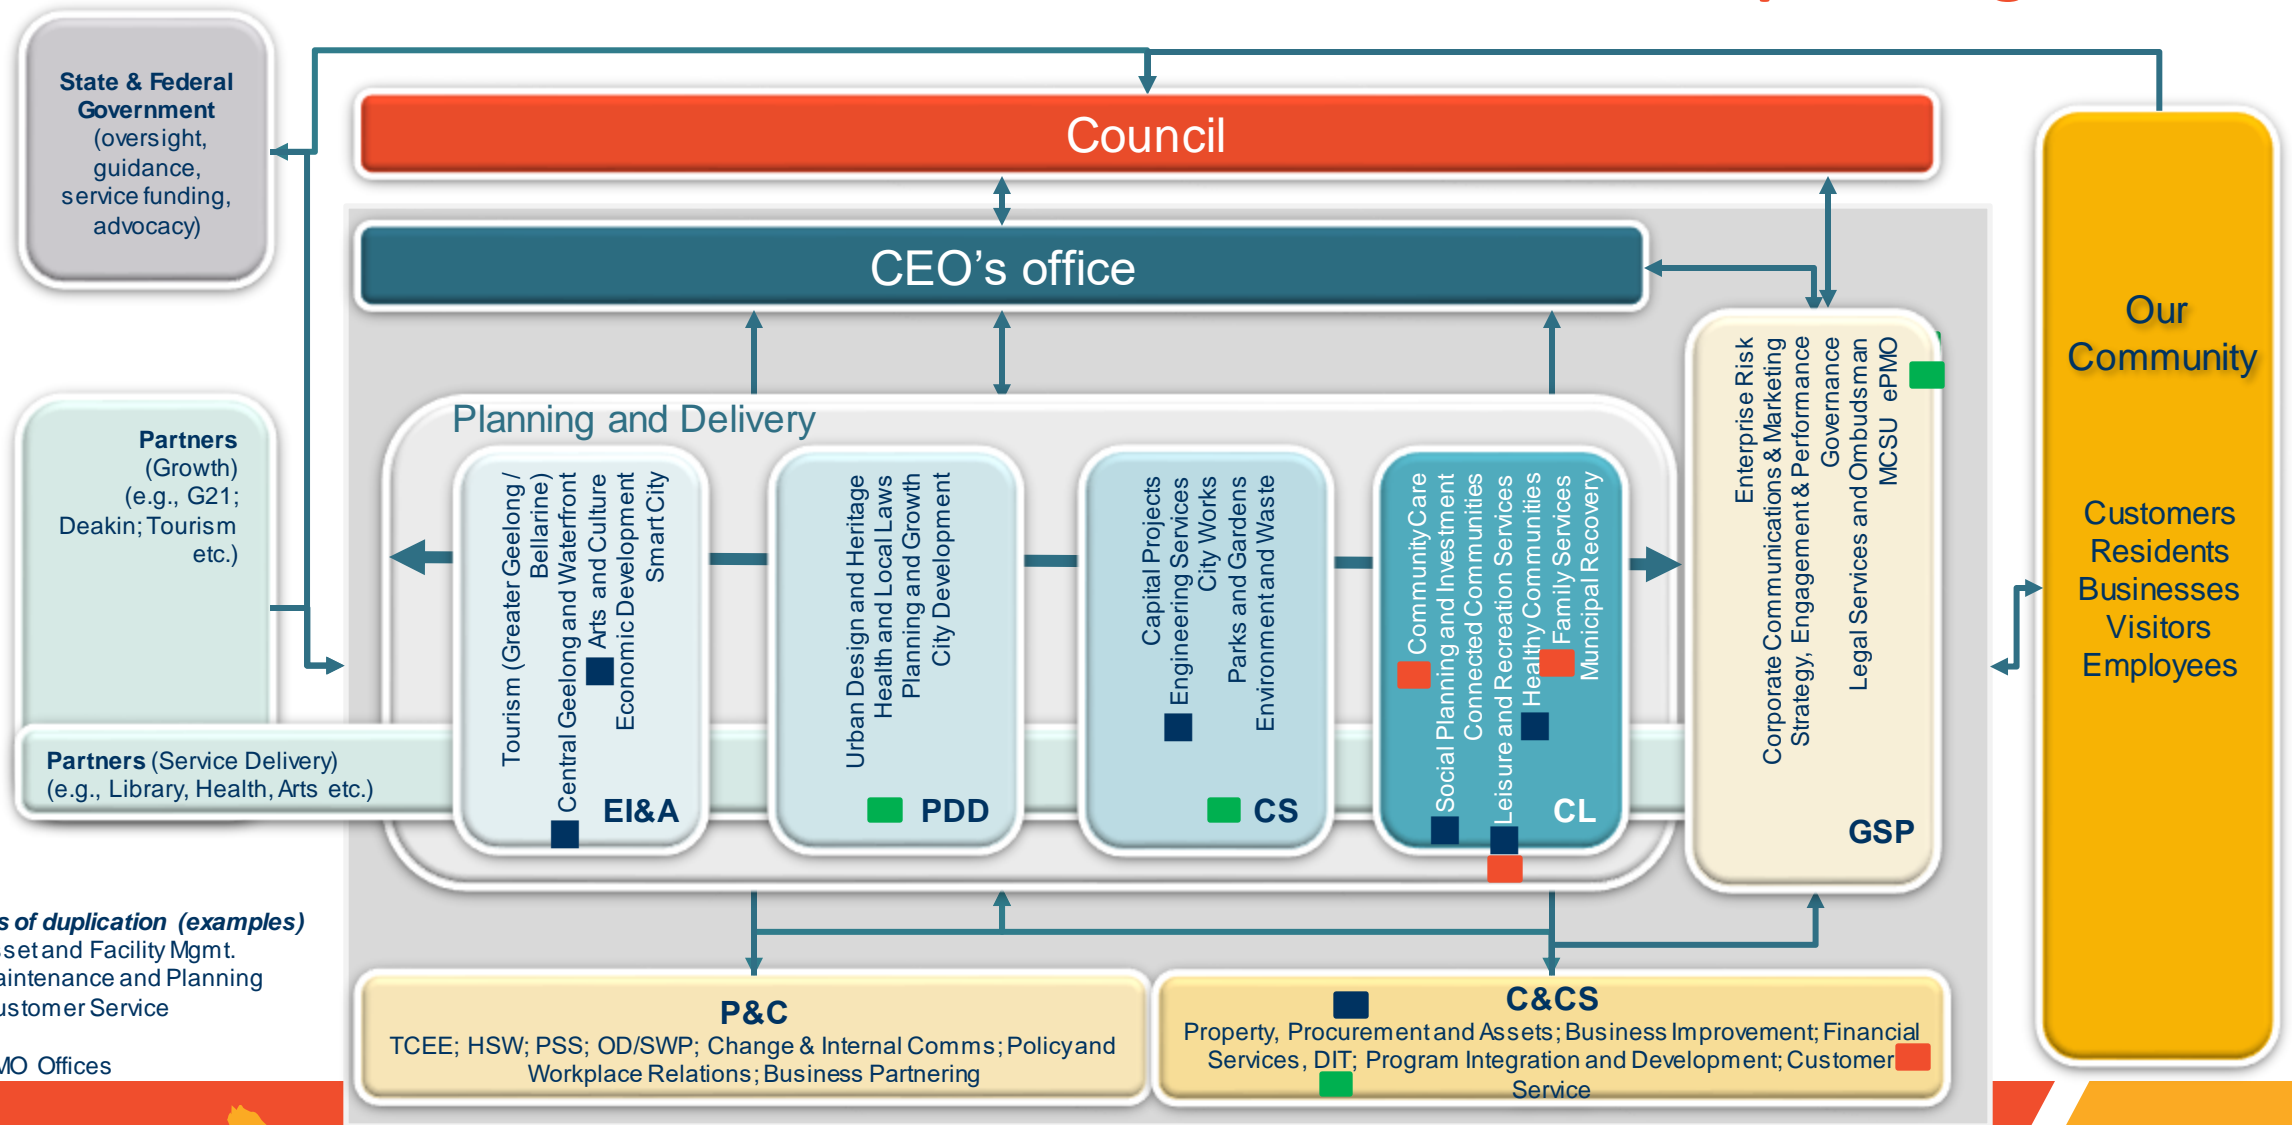 State & Federal
Government
(oversight,
guidance,
service funding,
advocacy)
Council
CEO's office
Our
Community
Customers
Residents
Businesses
Visitors
Employees
Partners
(Growth)
(e.g., G21;
Deakin; Tourism
etc.)
Partners (Service Delivery)
(e.g., Library, Health, Arts etc.)
Planning and Delivery
Tourism (Greater Geelong /
Bellarine)
Central Geelong and Waterfront
Arts and Culture
Economic Development
Smart City
EI&A
Urban Design and Heritage
Health and Local Laws
Planning and Growth
City Development
PDD
Capital Projects
Engineering Services
City Works
Parks and Gardens
Environment and Waste
CS
Community Care
Social Planning and Investment
Connected Communities
Leisure and Recreation Services
Healthy Communities
Family Services
Municipal Recovery
CL
Enterprise Risk
Corporate Communications & Marketing
Strategy, Engagement & Performance
Governance
Legal Services and Ombudsman
MCSU ePMO
GSP
of duplication (examples)
and Facility Mgmt.
and Planning
Service
Offices
P&C
TCEE; HSW; PSS; OD/SWP; Change & Internal Comms; Policy and
Workplace Relations; Business Partnering
C&CS
Property, Procurement and Assets; Business Improvement; Financial
Services, DIT; Program Integration and Development; Customer
Service